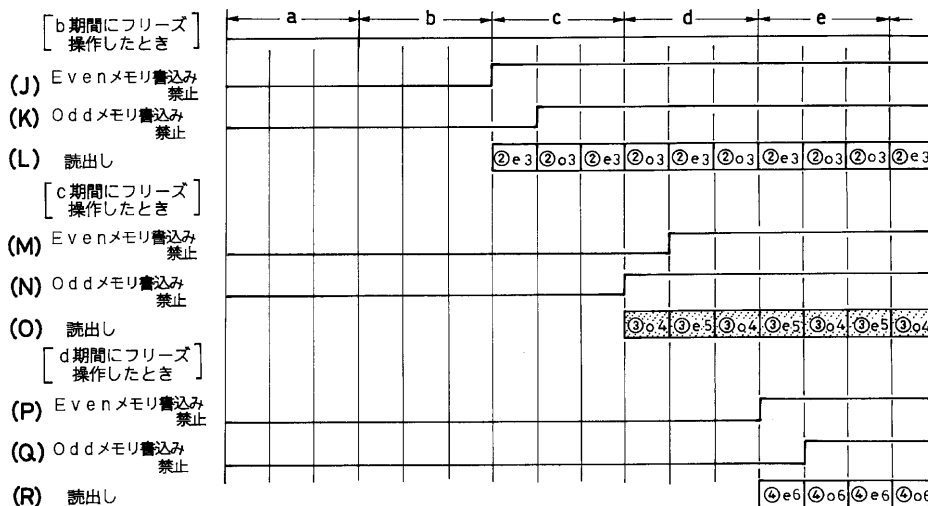 a b c d e
[b期間にフリーズ
操作したとき]
(J) Evenメモリ書込み
禁止
(K) Oddメモリ書込み
禁止
(L) 読出し ②e3 ②o3 ②e3 ②o3 ②e3 ②o3 ②e3 ②o3 ②o3 ②e3
[c期間にフリーズ
操作したとき]
(M) Evenメモリ書込み
禁止
(N) Oddメモリ書込み
禁止
(O) 読出し ③o4 ③e5 ③o4 ③e5 ③o4 ③e5 ③o4
[d期間にフリーズ
操作したとき]
(P) Evenメモリ書込み
禁止
(Q) Oddメモリ書込み
禁止
(R) 読出し ④e6 ④o6 ④e6 ④o6